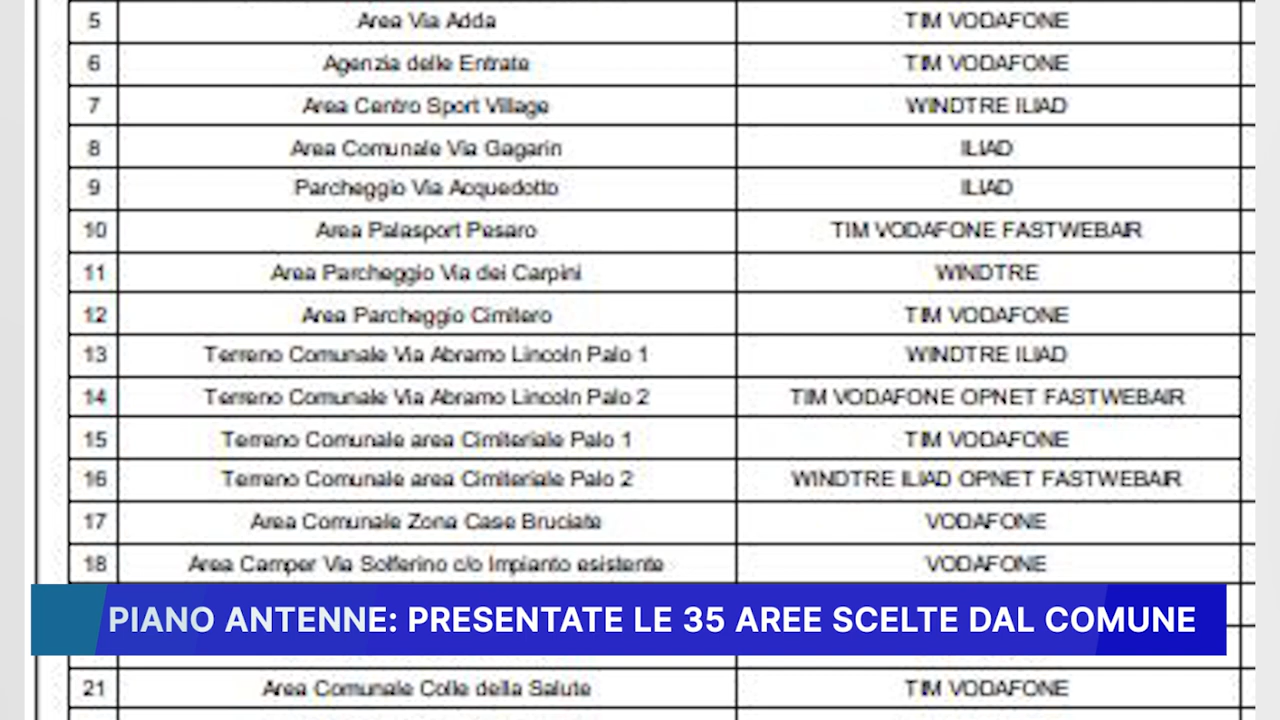 5 Area Via Adda TIM VODAFONE
6 Agenzia delle Entrate TIM VODAFONE
7 Area Centro Sport Village WINDTRE ILIAD
8 Area Comunale Via Gagarin ILIAD
9 Parcheggio Via Acquedotto ILIAD
10 Area Palasport Pesaro TIM VODAFONE FASTWEBAIR
11 Area Parcheggio Via dei Carpini WINDTRE
12 Area Parcheggio Cimitero TIM VODAFONE
13 Terreno Comunale Via Abramo Lincoln Palo 1 WINDTRE ILIAD
14 Terreno Comunale Via Abramo Lincoln Palo 2 TIM VODAFONE OPNET FASTWEBAIR
15 Terreno Comunale area Cimiteriale Palo 1 TIM VODAFONE
16 Terreno Comunale area Cimiteriale Palo 2 WINDTRE ILIAD OPNET FASTWEBAIR
17 Area Comunale Zona Case Bruciate VODAFONE
18 Area Camper Via Solferino c/o Impianto esistente VODAFONE
PIANO ANTENNE: PRESENTATE LE 35 AREE SCELTE DAL COMUNE
21 Area Comunale Colle della Salute TIM VODAFONE